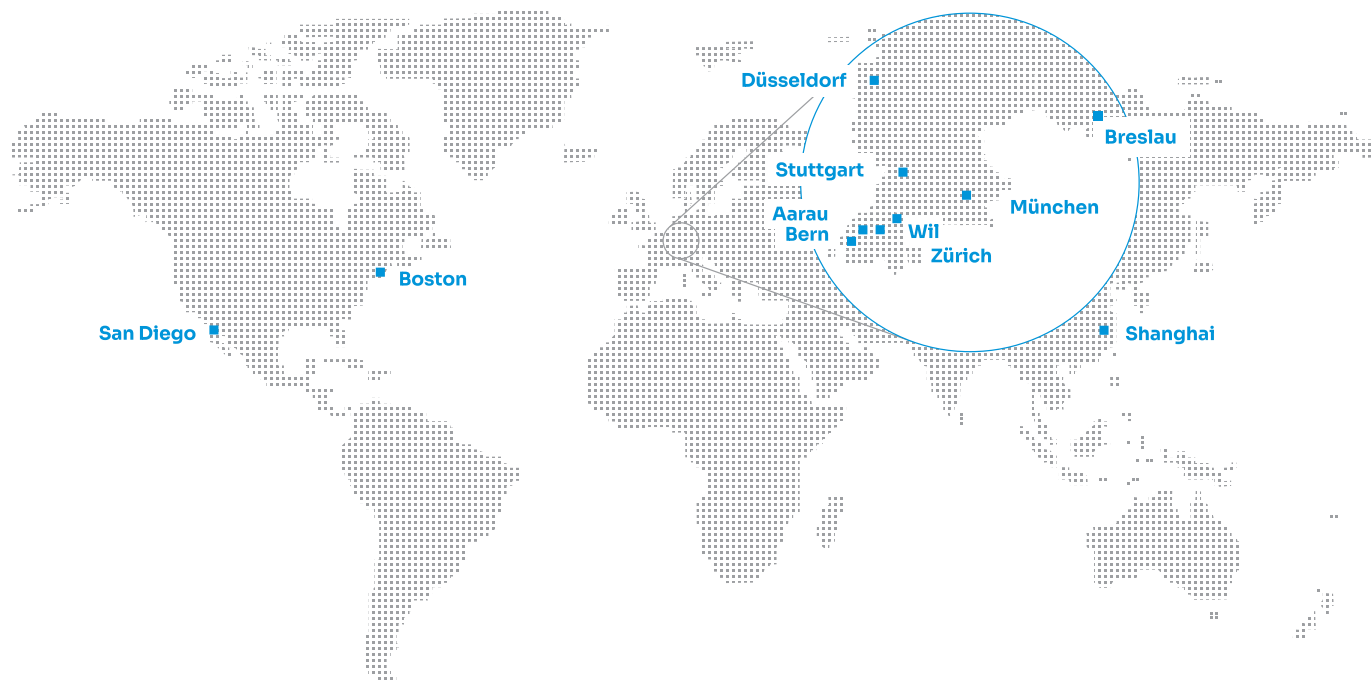 Düsseldorf
Breslau
Stuttgart
München
Aarau
Bern
Wil
Zürich
Boston
San Diego
Shanghai